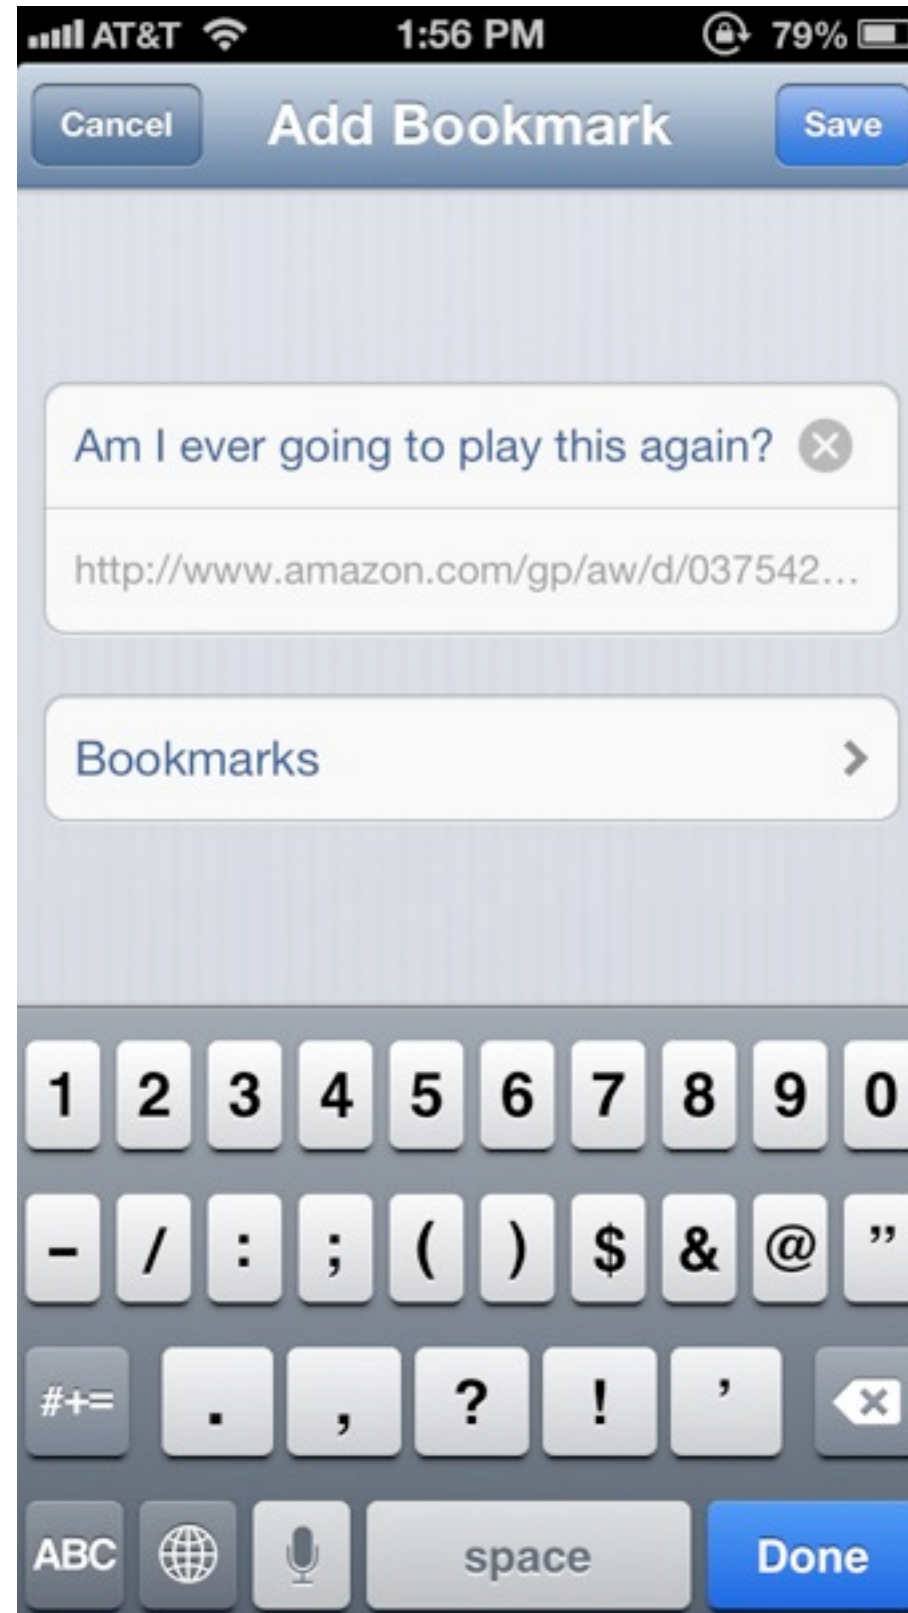 AT&T 1:56 PM 79%
Cancel Add Bookmark Save
Am I ever going to play this again?
http://www.amazon.com/gp/aw/d/037542...
Bookmarks
1 2 3 4 5 6 7 8 9 0
- / : ; ( ) $ & @ ”
#+= . , ? ! ’
ABC space Done